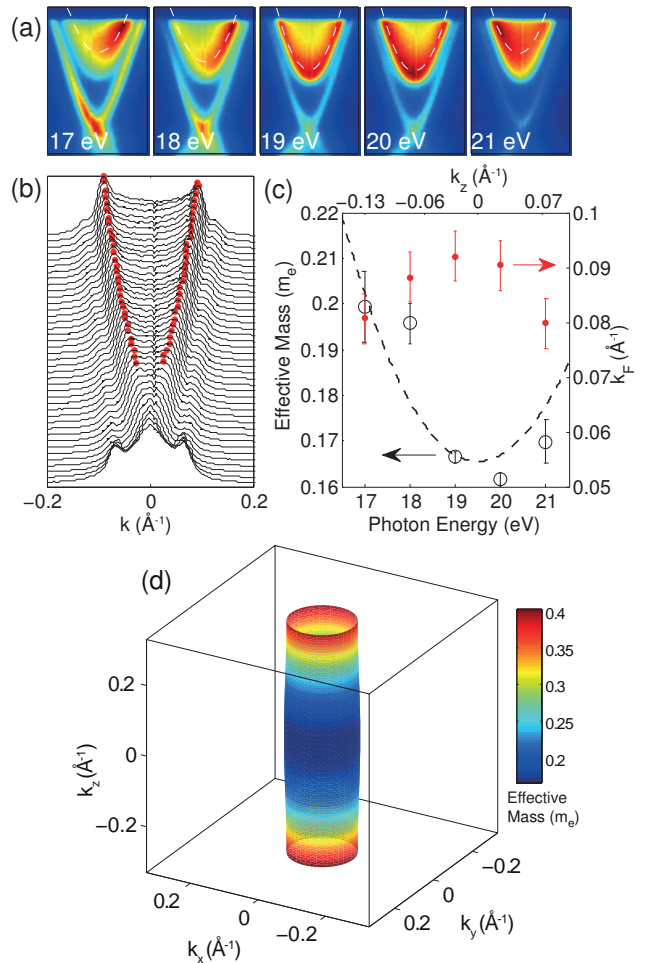 (a)
17 eV 18 eV 19 eV 20 eV 21 eV
(b)
−0.2 0 0.2
k (Å⁻¹)
(c)
k_z (Å⁻¹)
−0.13 −0.06 0 0.07
0.22
0.21
0.2
0.19
0.18
0.17
0.16
Effective Mass (m_e)
0.1
0.09
0.08
0.07
0.06
0.05
k_F (Å⁻¹)
17 18 19 20 21
Photon Energy (eV)
(d)
0.2
0
−0.2
k_z (Å⁻¹)
0.2 0 −0.2
k_x (Å⁻¹)
0.2 0 −0.2
k_y (Å⁻¹)
0.4
0.35
0.3
0.25
0.2
Effective
Mass (m_e)